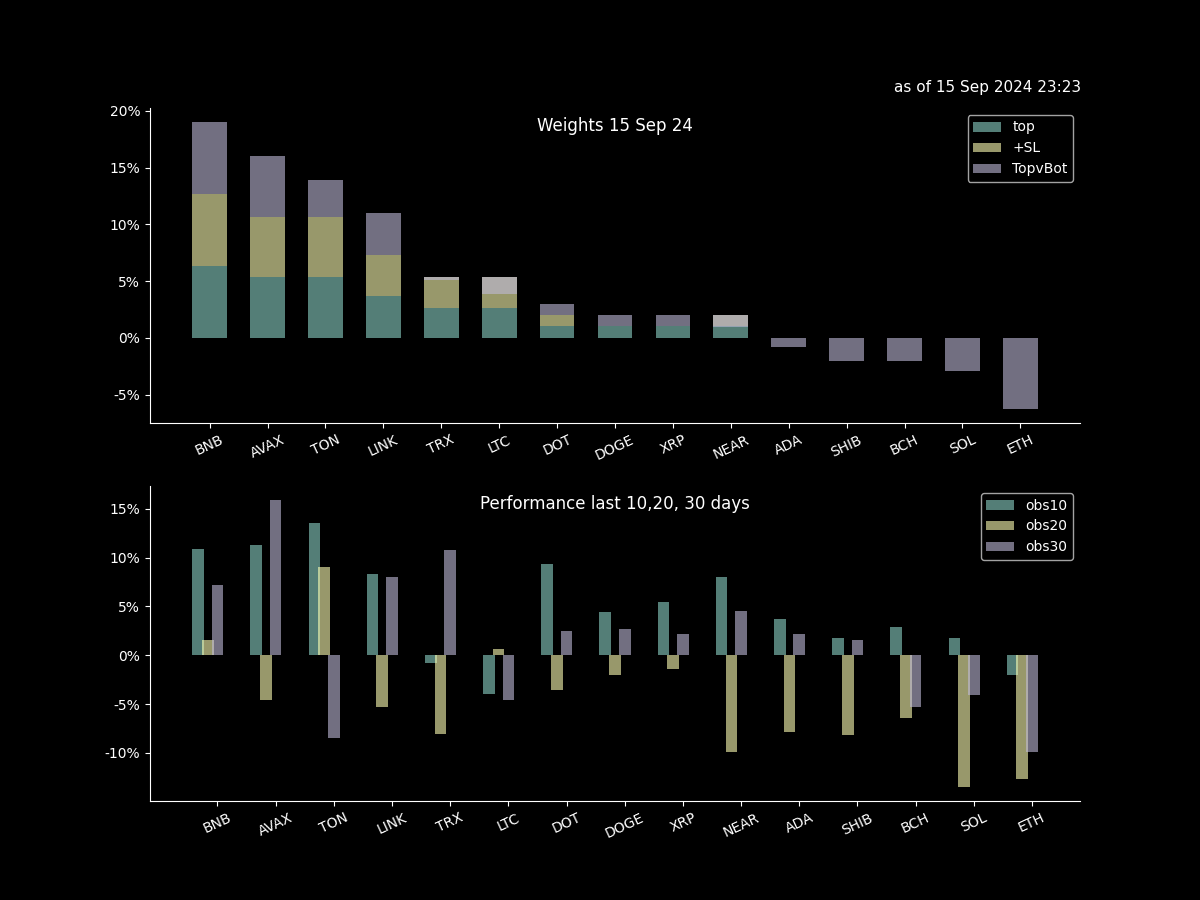 as of 15 Sep 2024 23:23
Weights 15 Sep 24
top
+SL
TopvBot
20%
15%
10%
5%
0%
-5%
BNB AVAX TON LINK TRX LTC DOT DOGE XRP NEAR ADA SHIB BCH SOL ETH
Performance last 10,20, 30 days
obs10
obs20
obs30
15%
10%
5%
0%
-5%
-10%
BNB AVAX TON LINK TRX LTC DOT DOGE XRP NEAR ADA SHIB BCH SOL ETH